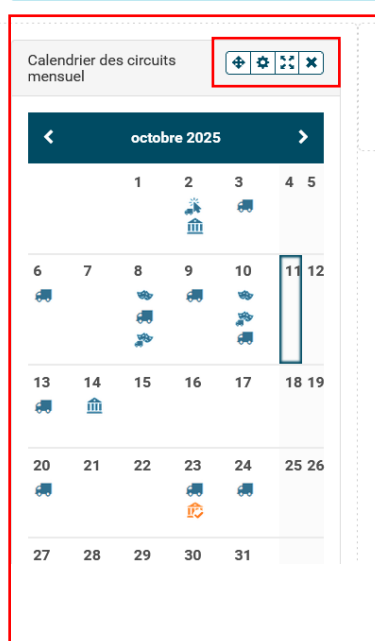 Calendrier des circuits
mensuel
octobre 2025
1 2 3 4 5
6 7 8 9 10 11 12
13 14 15 16 17 18 19
20 21 22 23 24 25 26
27 28 29 30 31